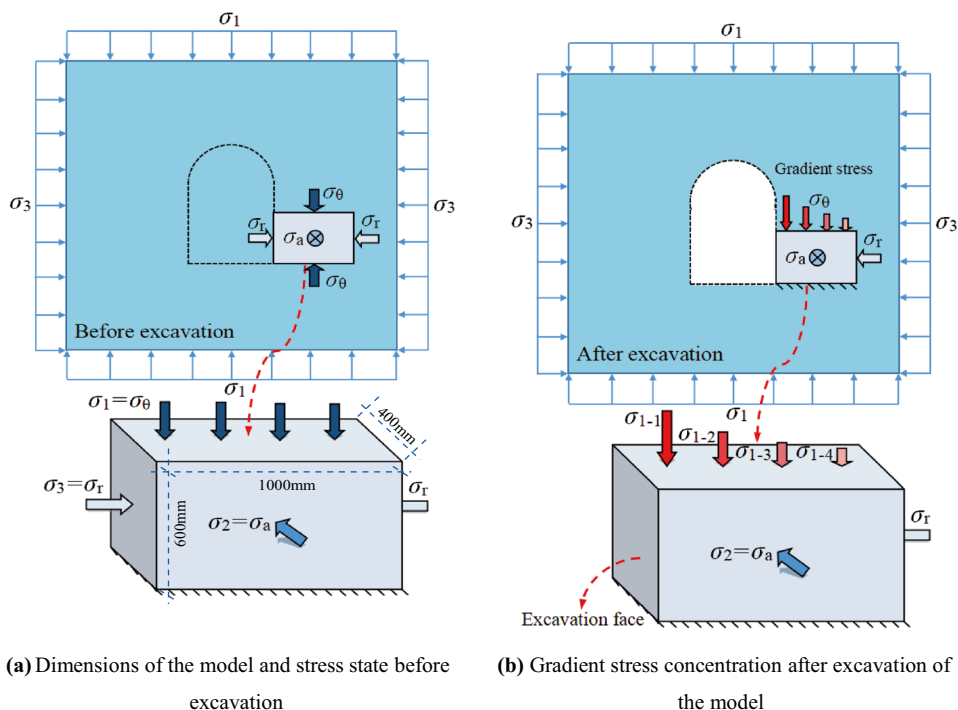 σ1
σ3
σ3
σθ
σr
σr
σa
σθ
Before excavation
σ1
σ1=σθ
400mm
1000mm
σ3=σr
σr
600mm
σ2=σa
(a) Dimensions of the model and stress state before
excavation
σ1
Gradient stress
σ3
σ3
σθ
σr
σa
After excavation
σ1
σ1-1
σ1-2
σ1-3
σ1-4
σr
σ2=σa
Excavation face
(b) Gradient stress concentration after excavation of
the model